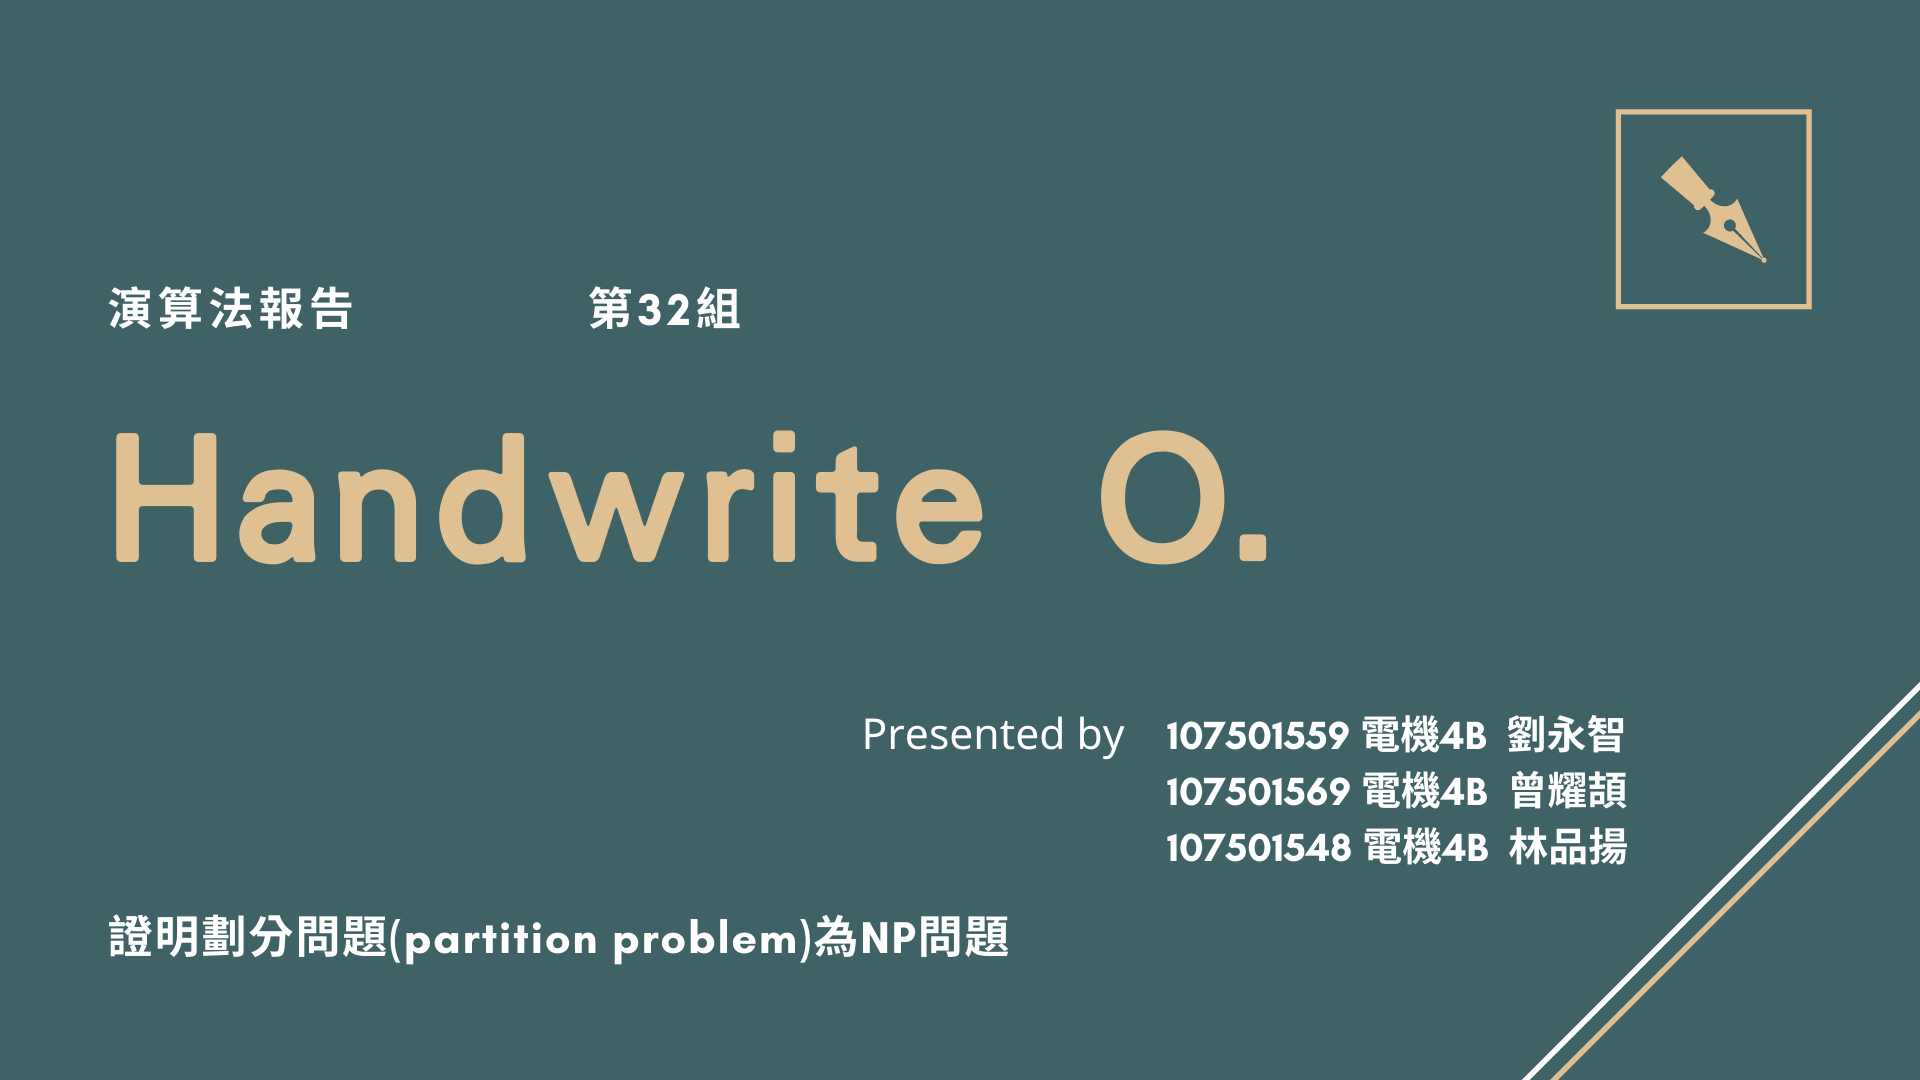 演算法報告 第32組
Handwrite O.
Presented by 107501559 電機4B 劉永智
107501569 電機4B 曾耀頡
107501548 電機4B 林品揚
證明劃分問題(partition problem)為NP問題